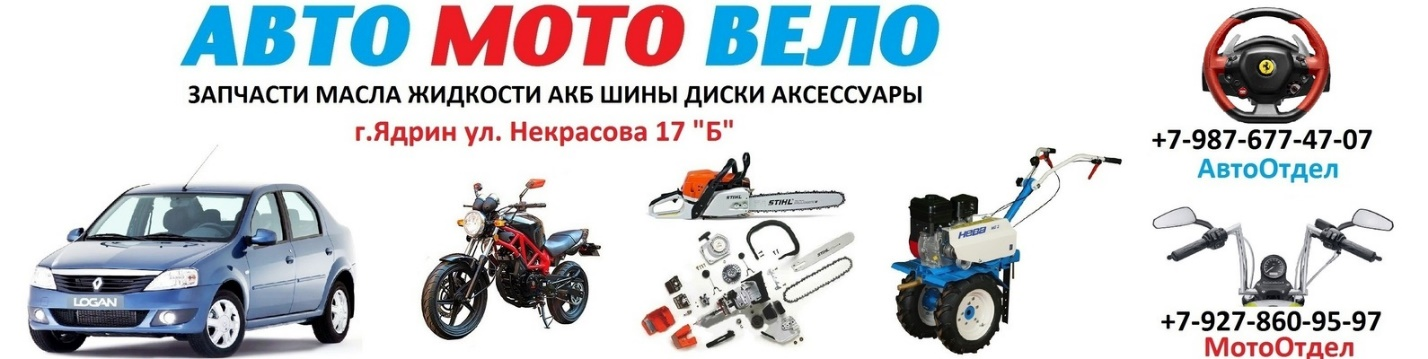 АВТО МОТО ВЕЛО
ЗАПЧАСТИ МАСЛА ЖИДКОСТИ АКБ ШИНЫ ДИСКИ АКСЕССУАРЫ
г.Ядрин ул. Некрасова 17 "Б"
+7-987-677-47-07
АвтоОтдел
LOGAN
STIHL
НЕВА
+7-927-860-95-97
МотоОтдел